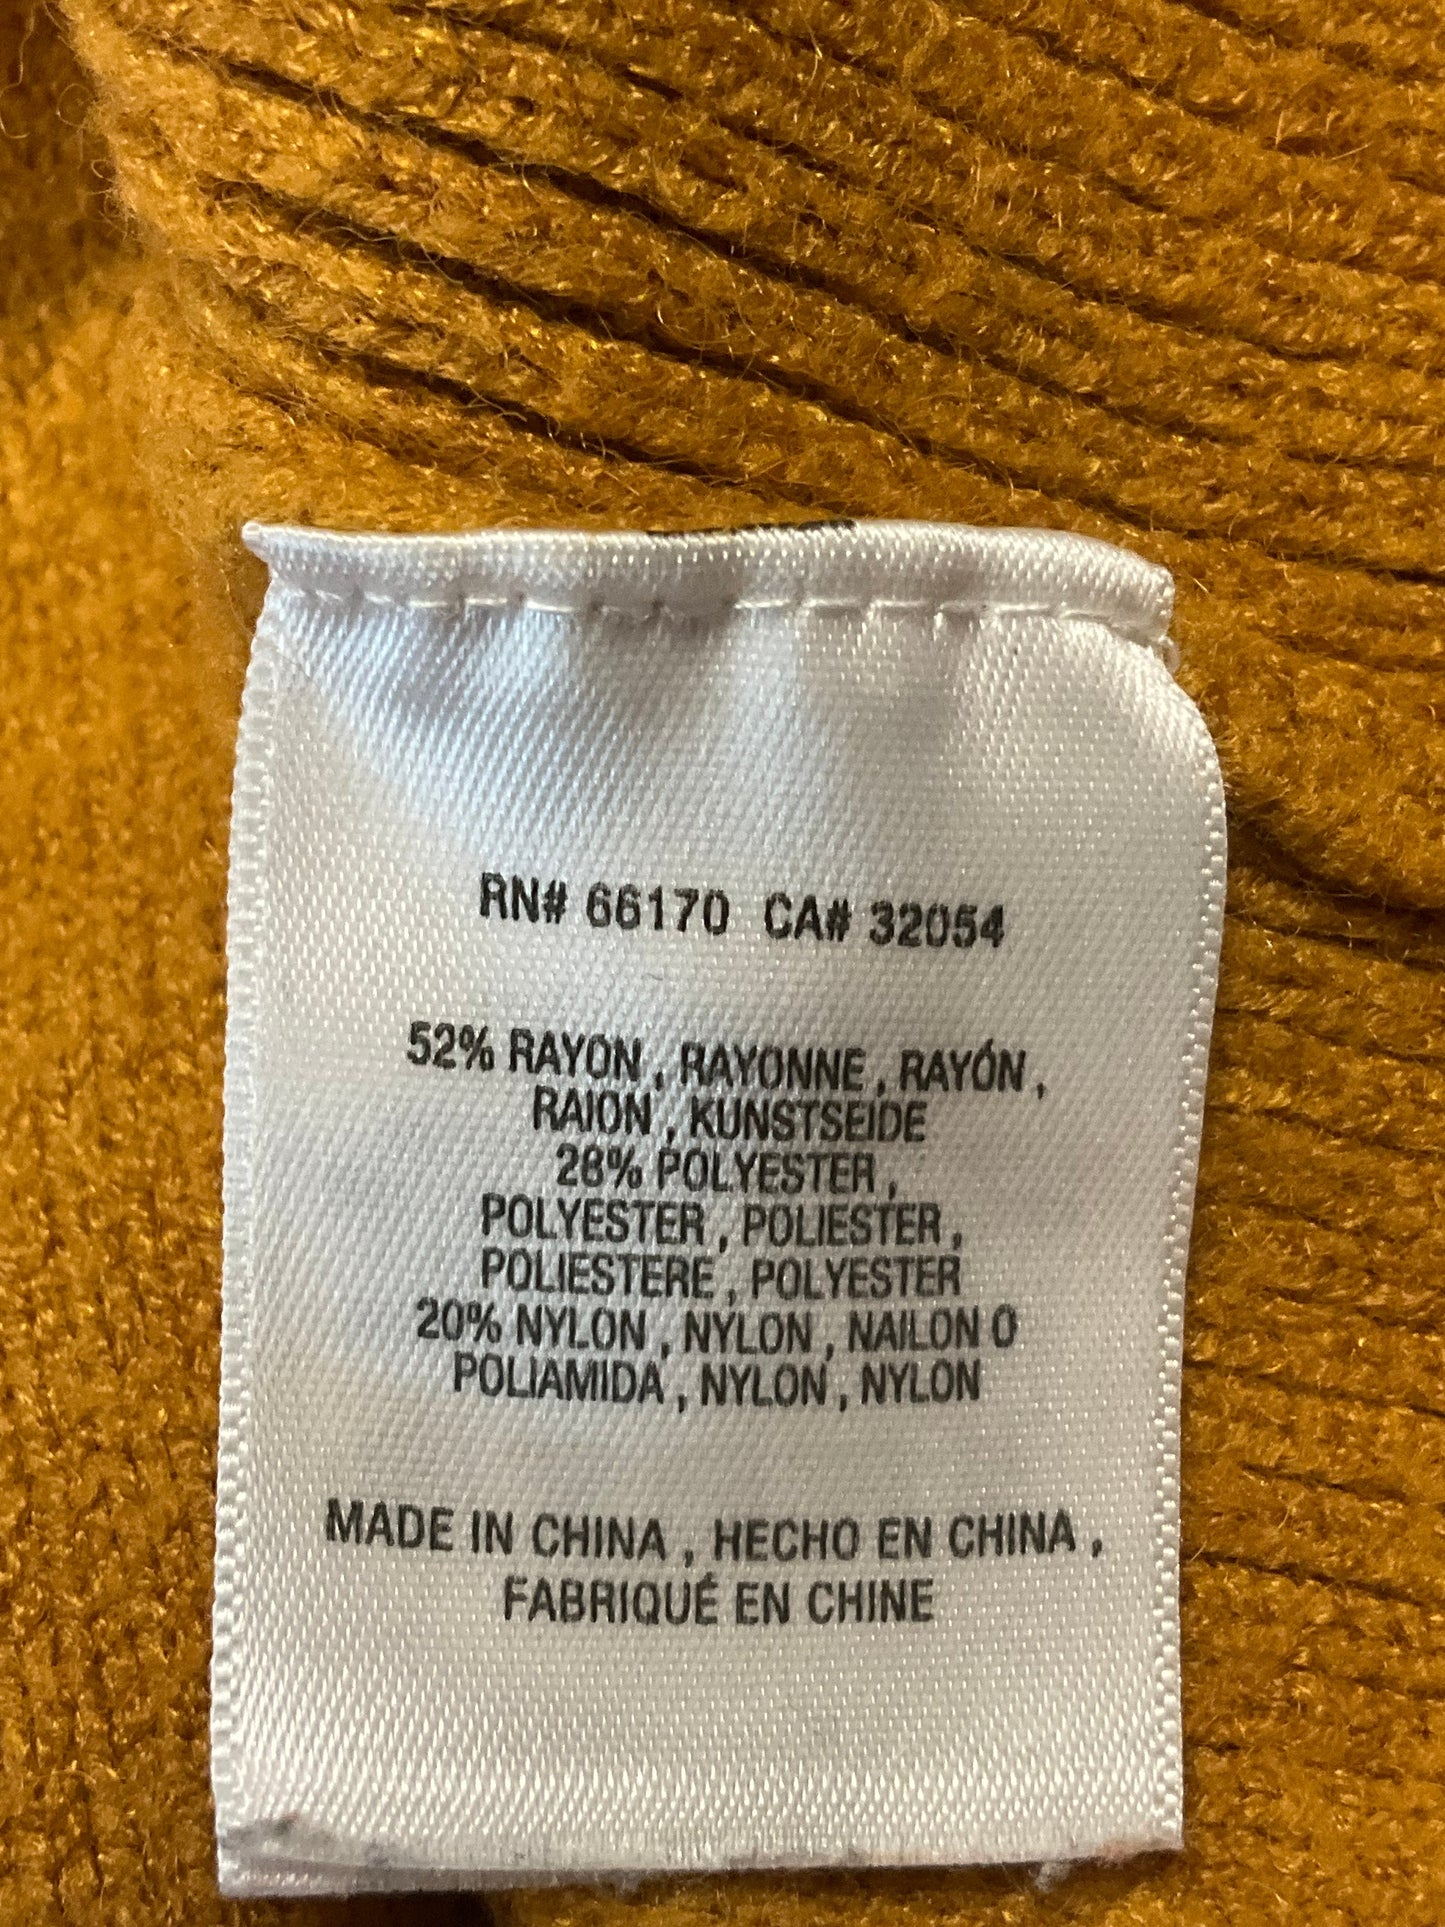 RN# 66170 CA# 32054
52% RAYON , RAYONNE , RAYÓN ,
RAION , KUNSTSEIDE
28% POLYESTER ,
POLYESTER , POLIESTER ,
POLIESTERE , POLYESTER
20% NYLON , NYLON , NAILON O
POLIAMIDA , NYLON , NYLON
MADE IN CHINA , HECHO EN CHINA ,
FABRIQUÉ EN CHINE